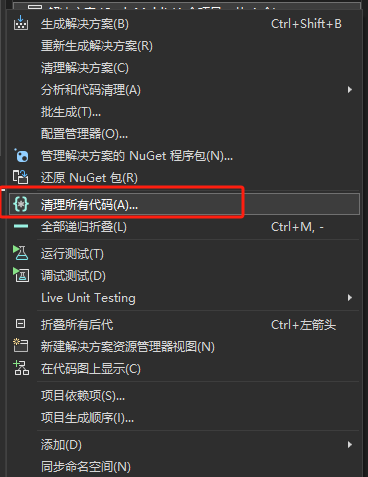 生成解决方案(B) Ctrl+Shift+B
重新生成解决方案(R)
清理解决方案(C)
分析和代码清理(A)
批生成(T)...
配置管理器(O)...
管理解决方案的 NuGet 程序包(N)...
还原 NuGet 包(R)
清理所有代码(A)...
全部递归折叠(L) Ctrl+M, -
运行测试(T)
调试测试(D)
Live Unit Testing
折叠所有后代 Ctrl+左箭头
新建解决方案资源管理器视图(N)
在代码图上显示(C)
项目依赖项(S)...
项目生成顺序(I)...
添加(D)
同步命名空间(N)